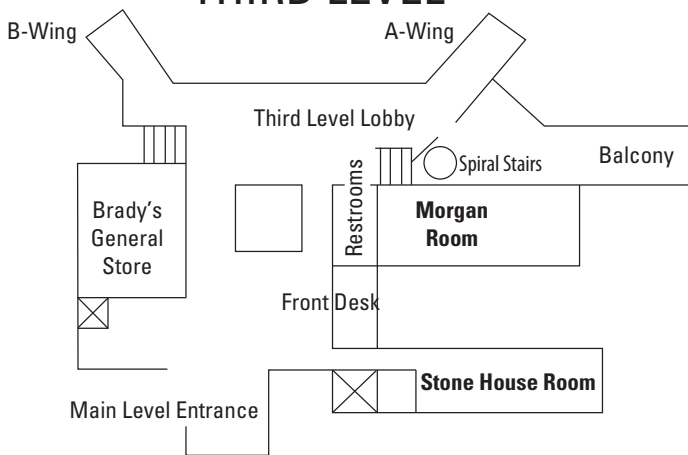 THIRD LEVEL
B-Wing
A-Wing
Third Level Lobby
Spiral Stairs
Balcony
Restrooms
Brady's
General
Store
Morgan
Room
Front Desk
Stone House Room
Main Level Entrance